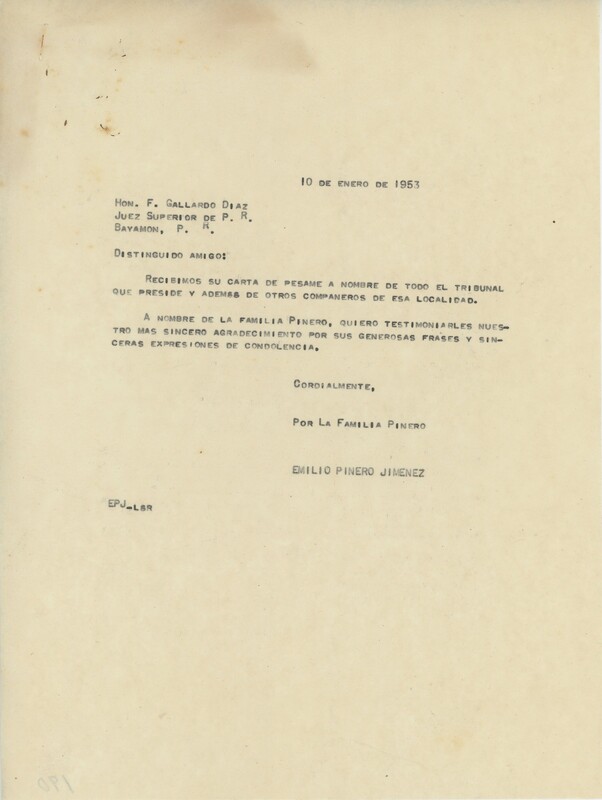 10 DE ENERO DE 1953
HON. F. GALLARDO DIAZ
JUEZ SUPERIOR DE P. R.
BAYAMON, P. R.
DISTINGUIDO AMIGO:
RECIBIMOS SU CARTA DE PESAME A NOMBRE DE TODO EL TRIBUNAL
QUE PRESIDE Y ADEMAS DE OTROS COMPANEROS DE ESA LOCALIDAD.
A NOMBRE DE LA FAMILIA PINERO, QUIERO TESTIMONIARLES NUES-
TRO MAS SINCERO AGRADECIMIENTO POR SUS GENEROSAS FRASES Y SIN-
CERAS EXPRESIONES DE CONDOLENCIA.
CORDIALMENTE,
POR LA FAMILIA PINERO
EMILIO PINERO JIMENEZ
EPJ-LSR
190